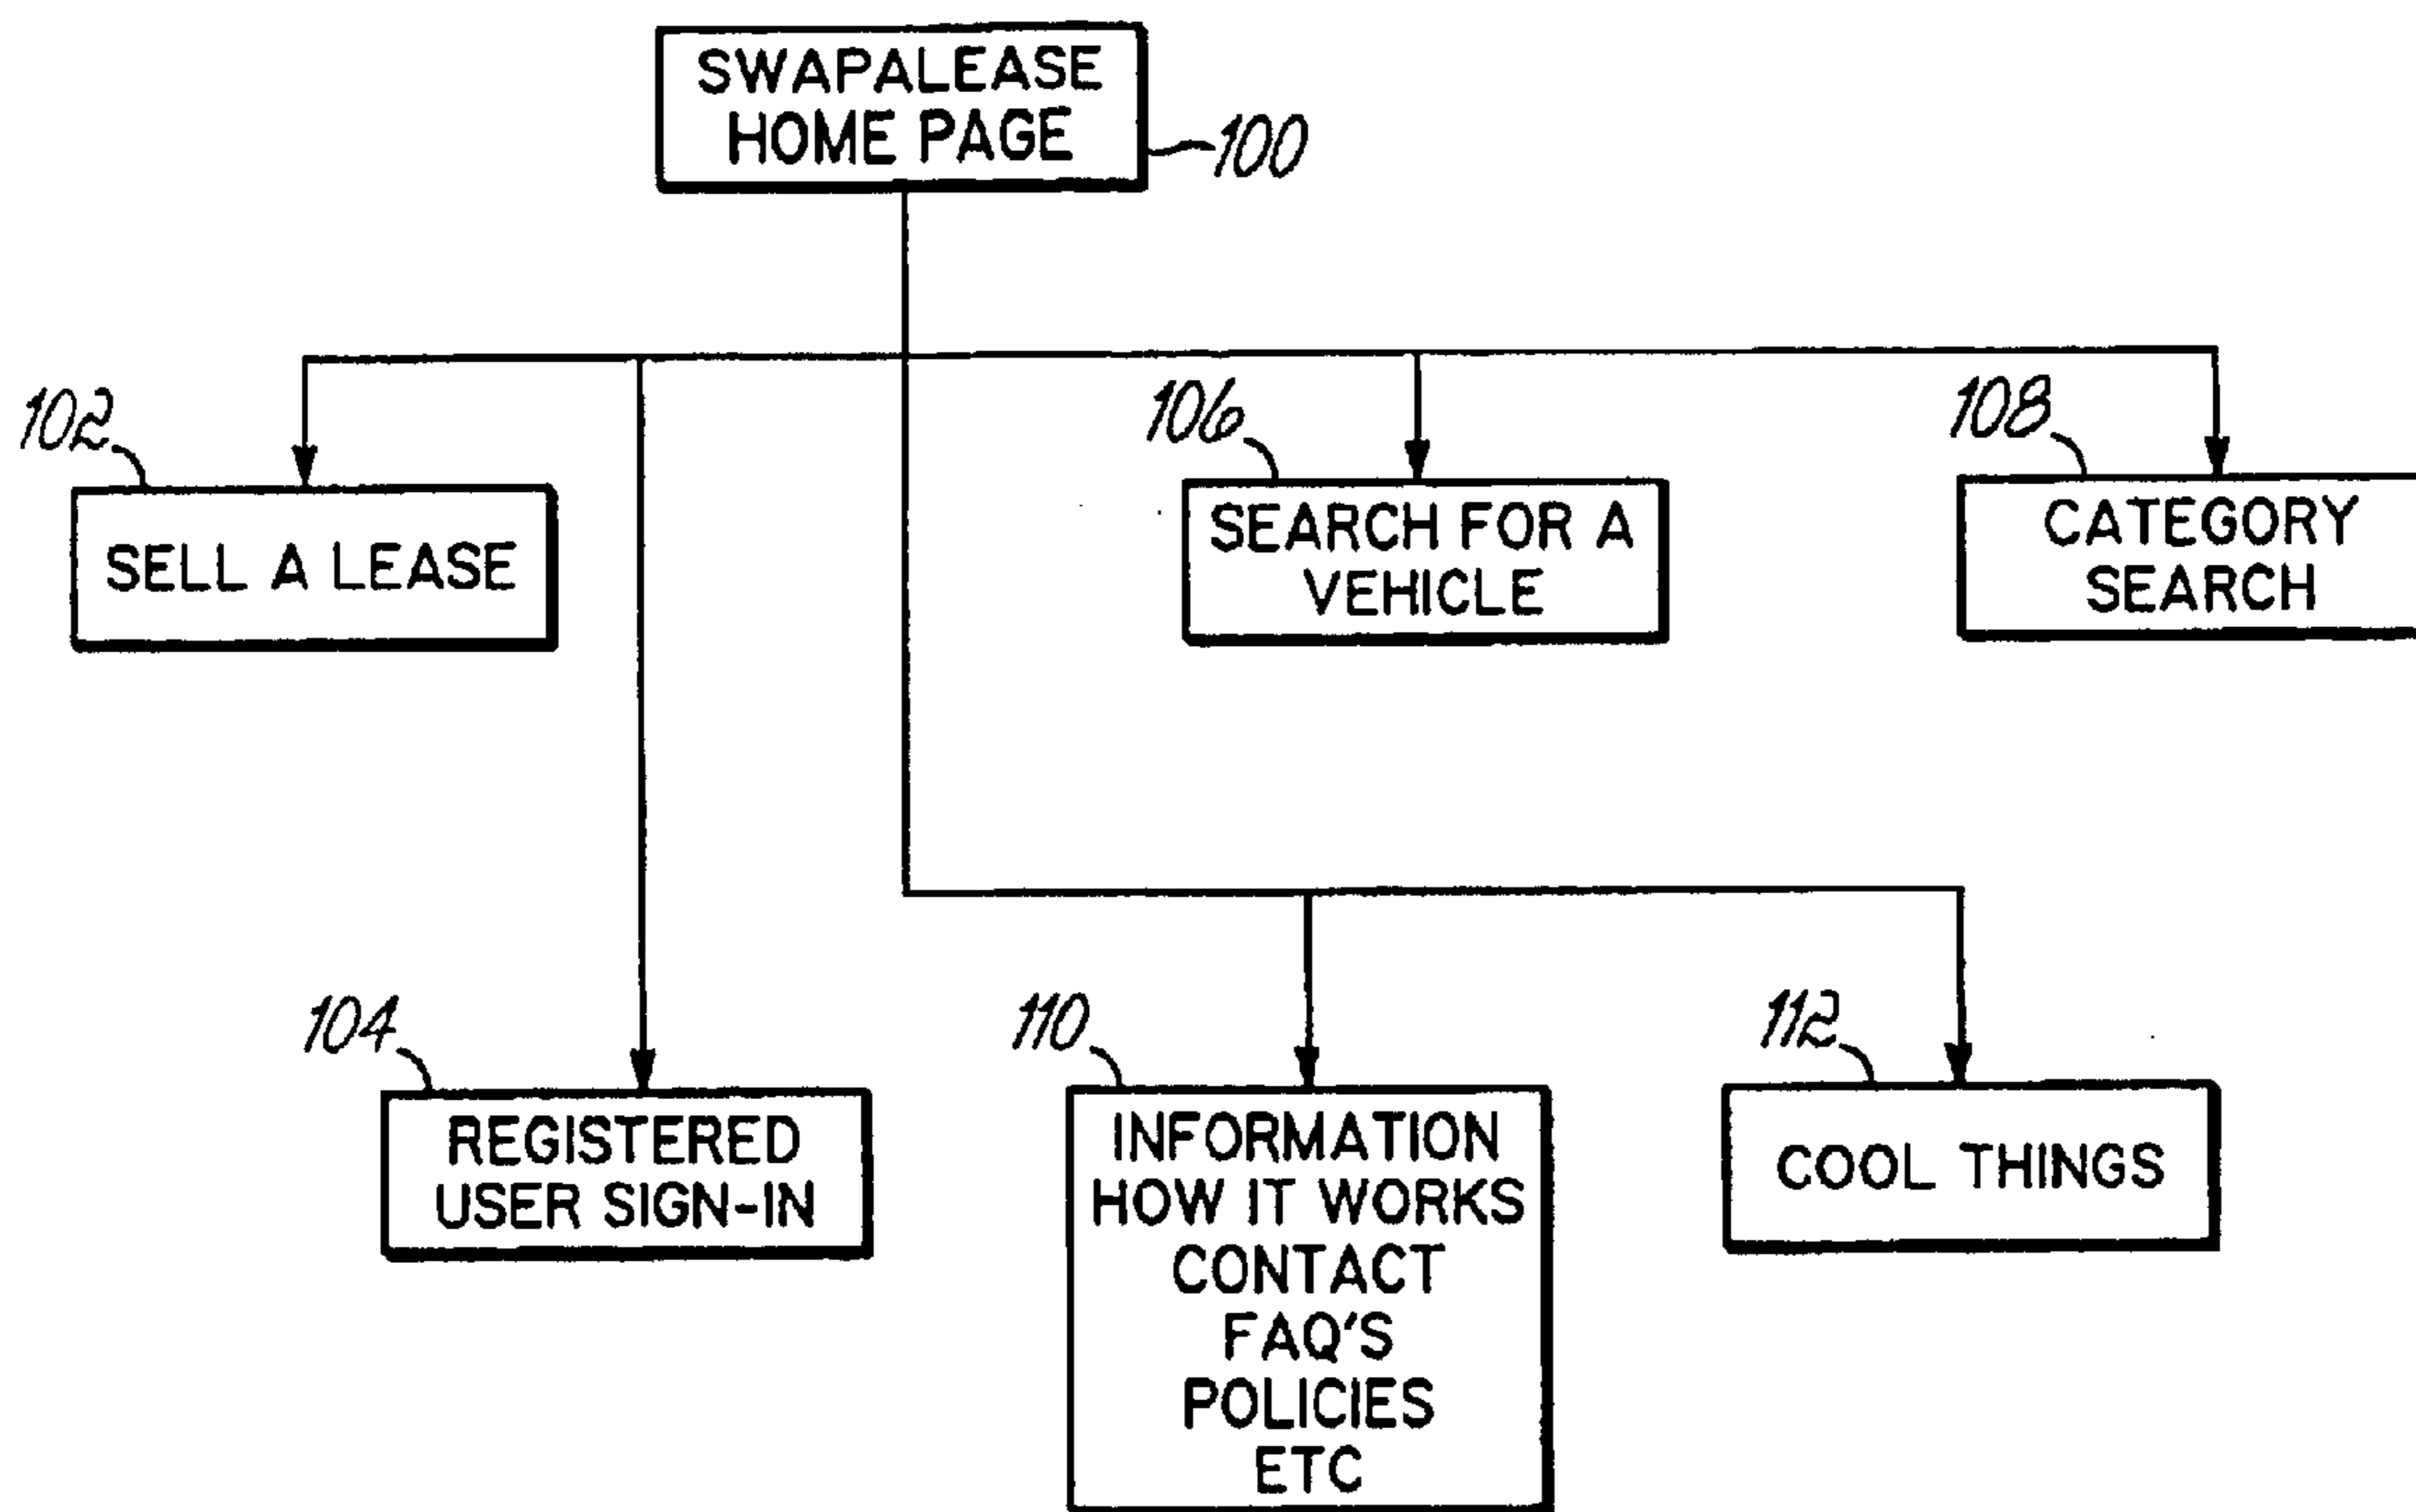 SWAPALEASE
HOME PAGE
100
102
SELL A LEASE
106
SEARCH FOR A
VEHICLE
108
CATEGORY
SEARCH
104
REGISTERED
USER SIGN-IN
110
INFORMATION
HOW IT WORKS
CONTACT
FAQ'S
POLICIES
ETC
112
COOL THINGS